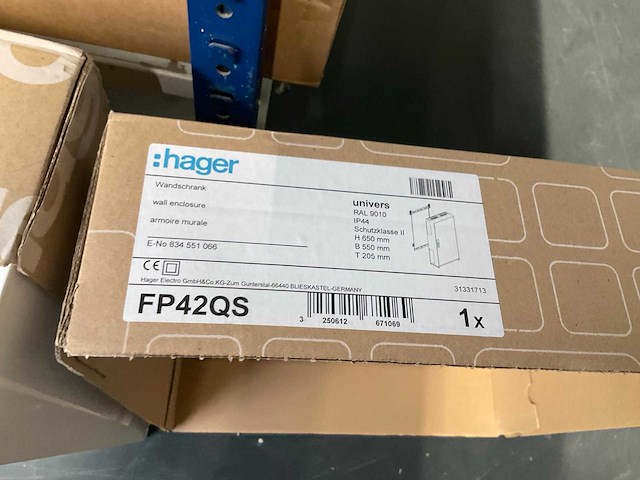 :hager
Wandschrank
wall enclosure
armoire murale
E-No 834 551 066
univers
RAL 9010
IP44
Schutzklasse II
H 650 mm
B 550 mm
T 205 mm
CE
Hager Electro GmbH&Co KG-Zum Gunterstal-66440 BLIESKASTEL-GERMANY
31331713
FP42QS
3 250612 671069
1x